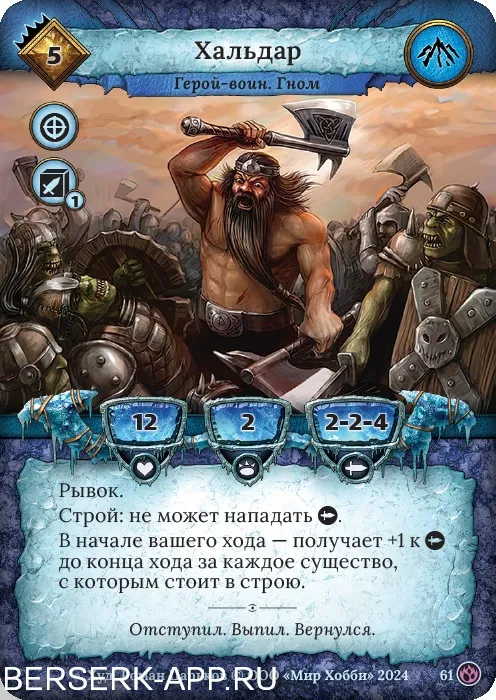 5
Хальдар
Герой-воин. Гном
1
12
2
2-2-4
Рывок.
Строй: не может нападать.
В начале вашего хода — получает +1 к
до конца хода за каждое существо,
с которым стоит в строю.
Отступил. Выпил. Вернулся.
ООО «Мир Хобби» 2024
61
BERSERK-APP.РU